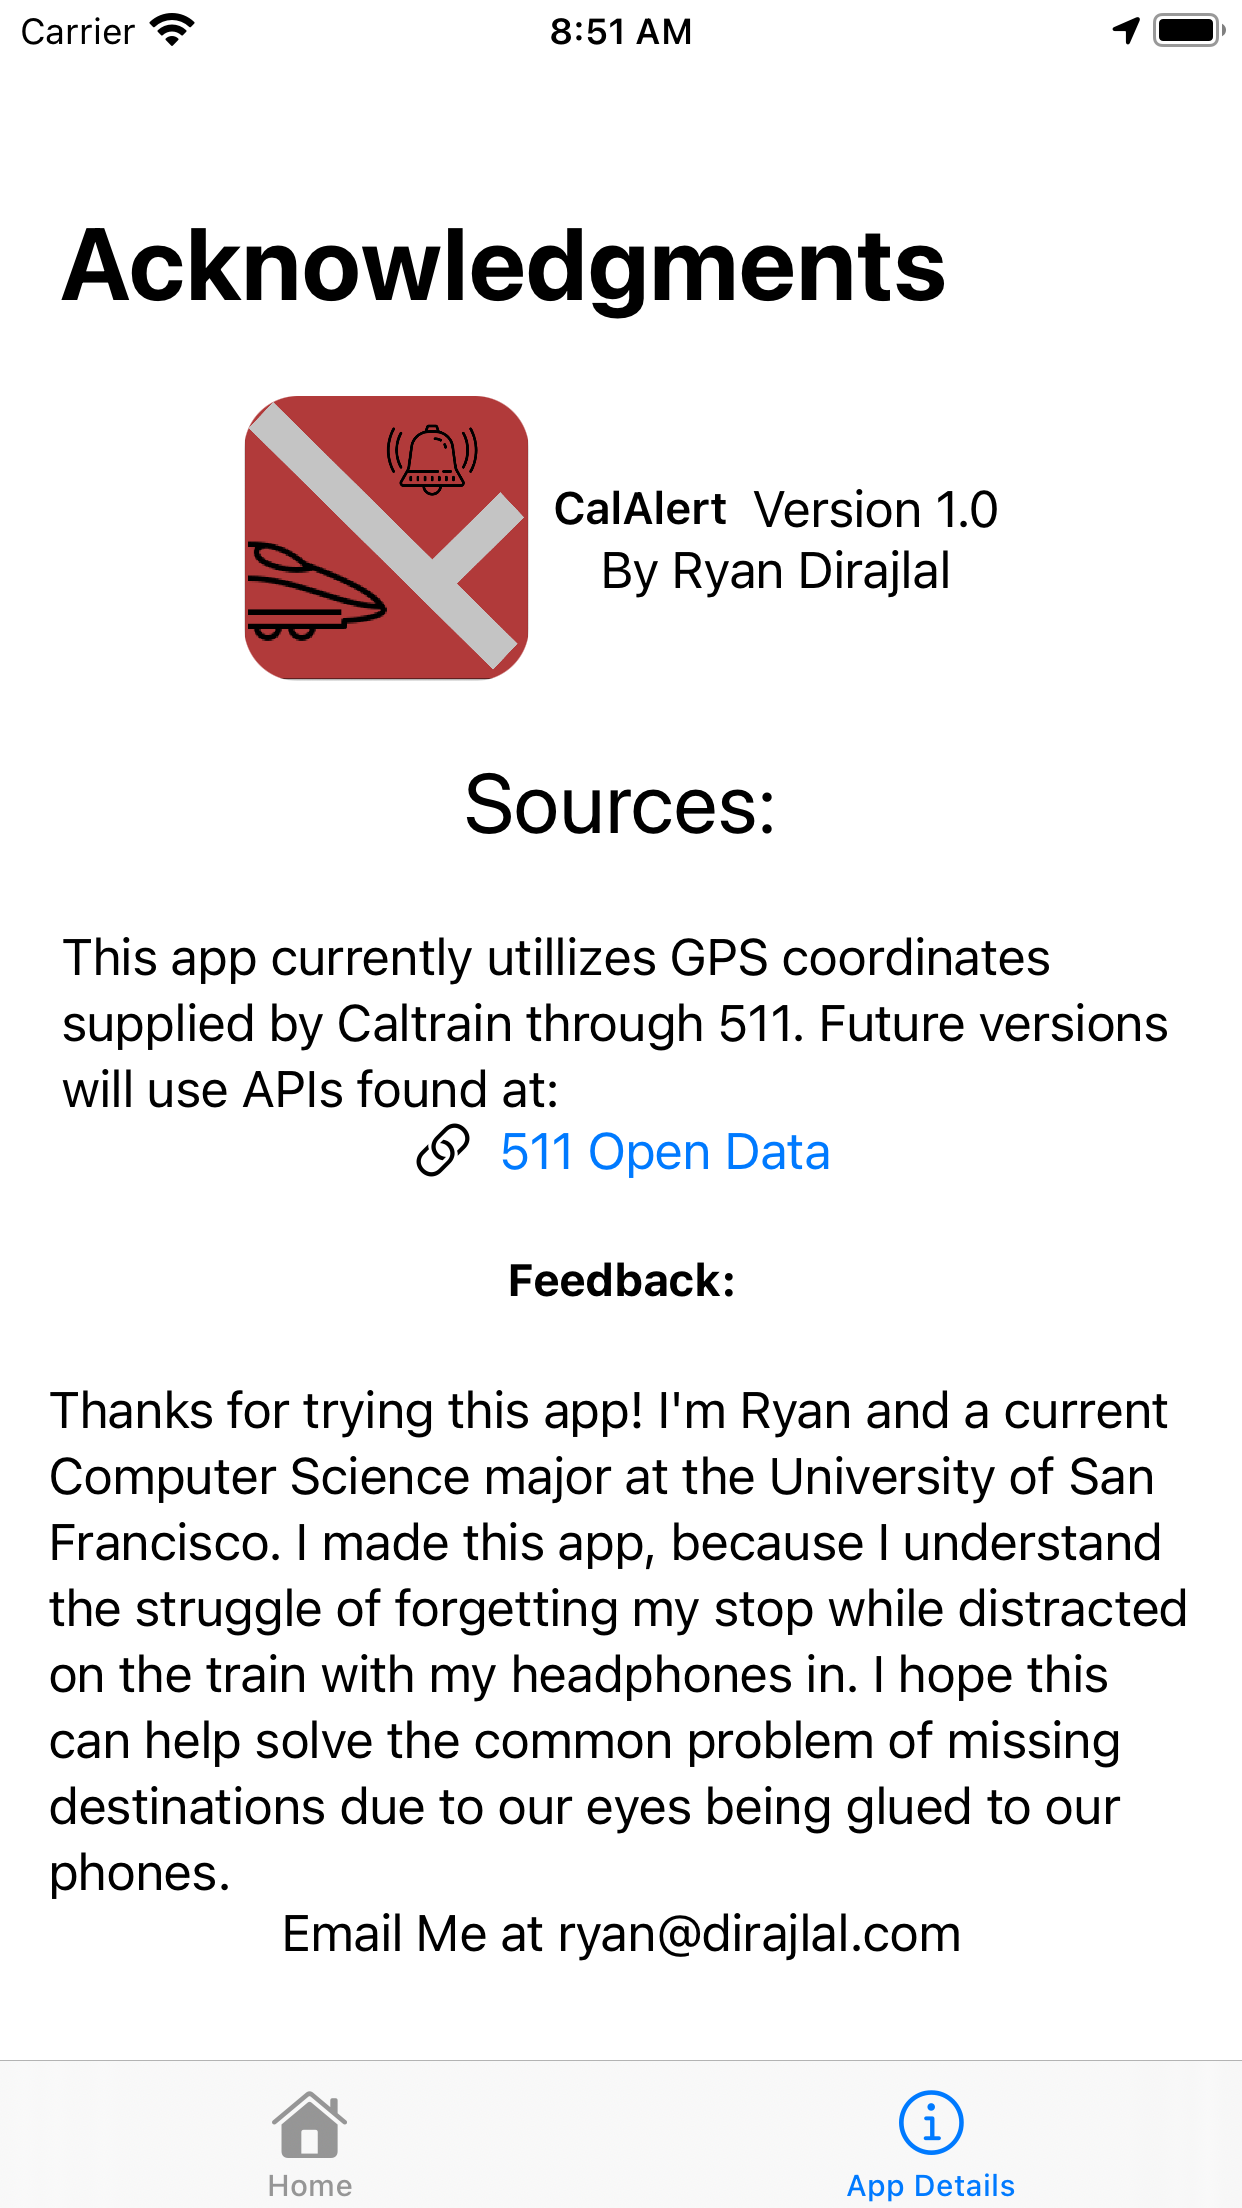 Carrier 8:51 AM
Acknowledgments
CalAlert Version 1.0
By Ryan Dirajlal
Sources:
This app currently utillizes GPS coordinates
supplied by Caltrain through 511. Future versions
will use APIs found at:
511 Open Data
Feedback:
Thanks for trying this app! I'm Ryan and a current
Computer Science major at the University of San
Francisco. I made this app, because I understand
the struggle of forgetting my stop while distracted
on the train with my headphones in. I hope this
can help solve the common problem of missing
destinations due to our eyes being glued to our
phones.
Email Me at ryan@dirajlal.com
Home App Details